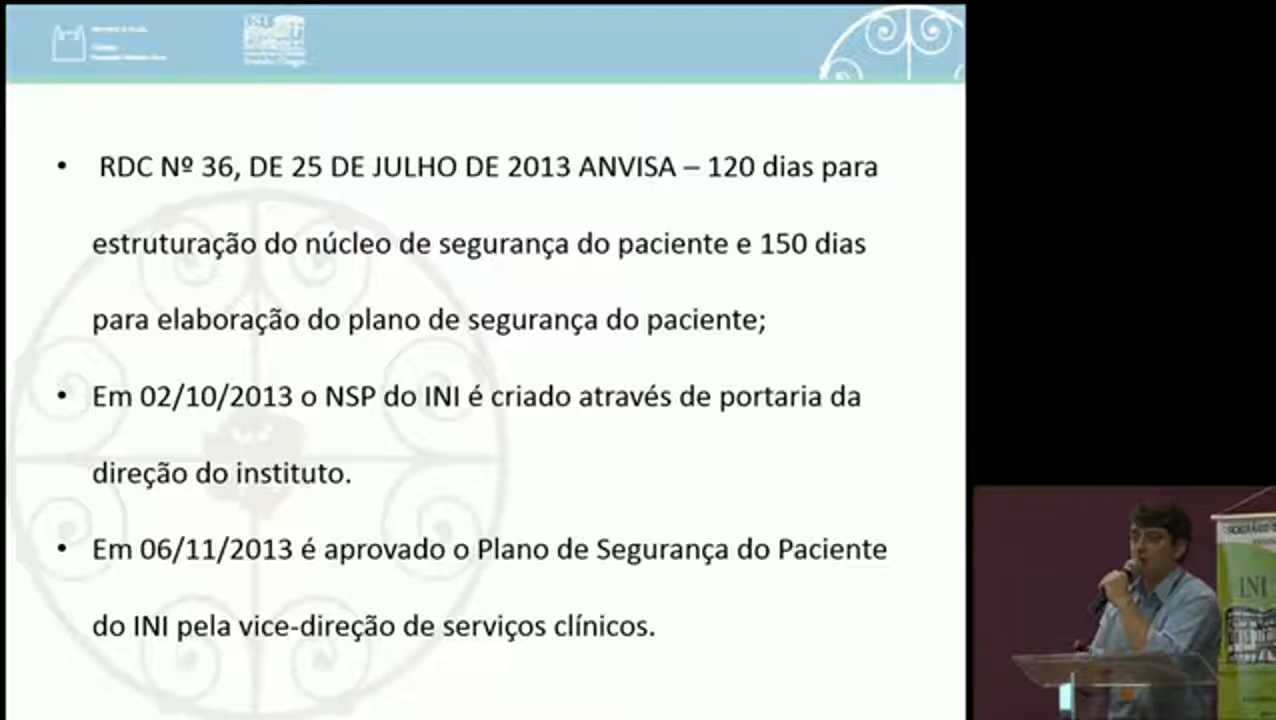 INI
• RDC Nº 36, DE 25 DE JULHO DE 2013 ANVISA – 120 dias para
estruturação do núcleo de segurança do paciente e 150 dias
para elaboração do plano de segurança do paciente;
• Em 02/10/2013 o NSP do INI é criado através de portaria da
direção do instituto.
• Em 06/11/2013 é aprovado o Plano de Segurança do Paciente
do INI pela vice-direção de serviços clínicos.
INI